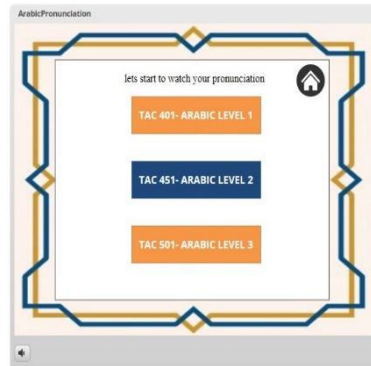 ArabicPronunciation
lets start to watch your pronunciation
TAC 401- ARABIC LEVEL 1
TAC 451- ARABIC LEVEL 2
TAC 501- ARABIC LEVEL 3